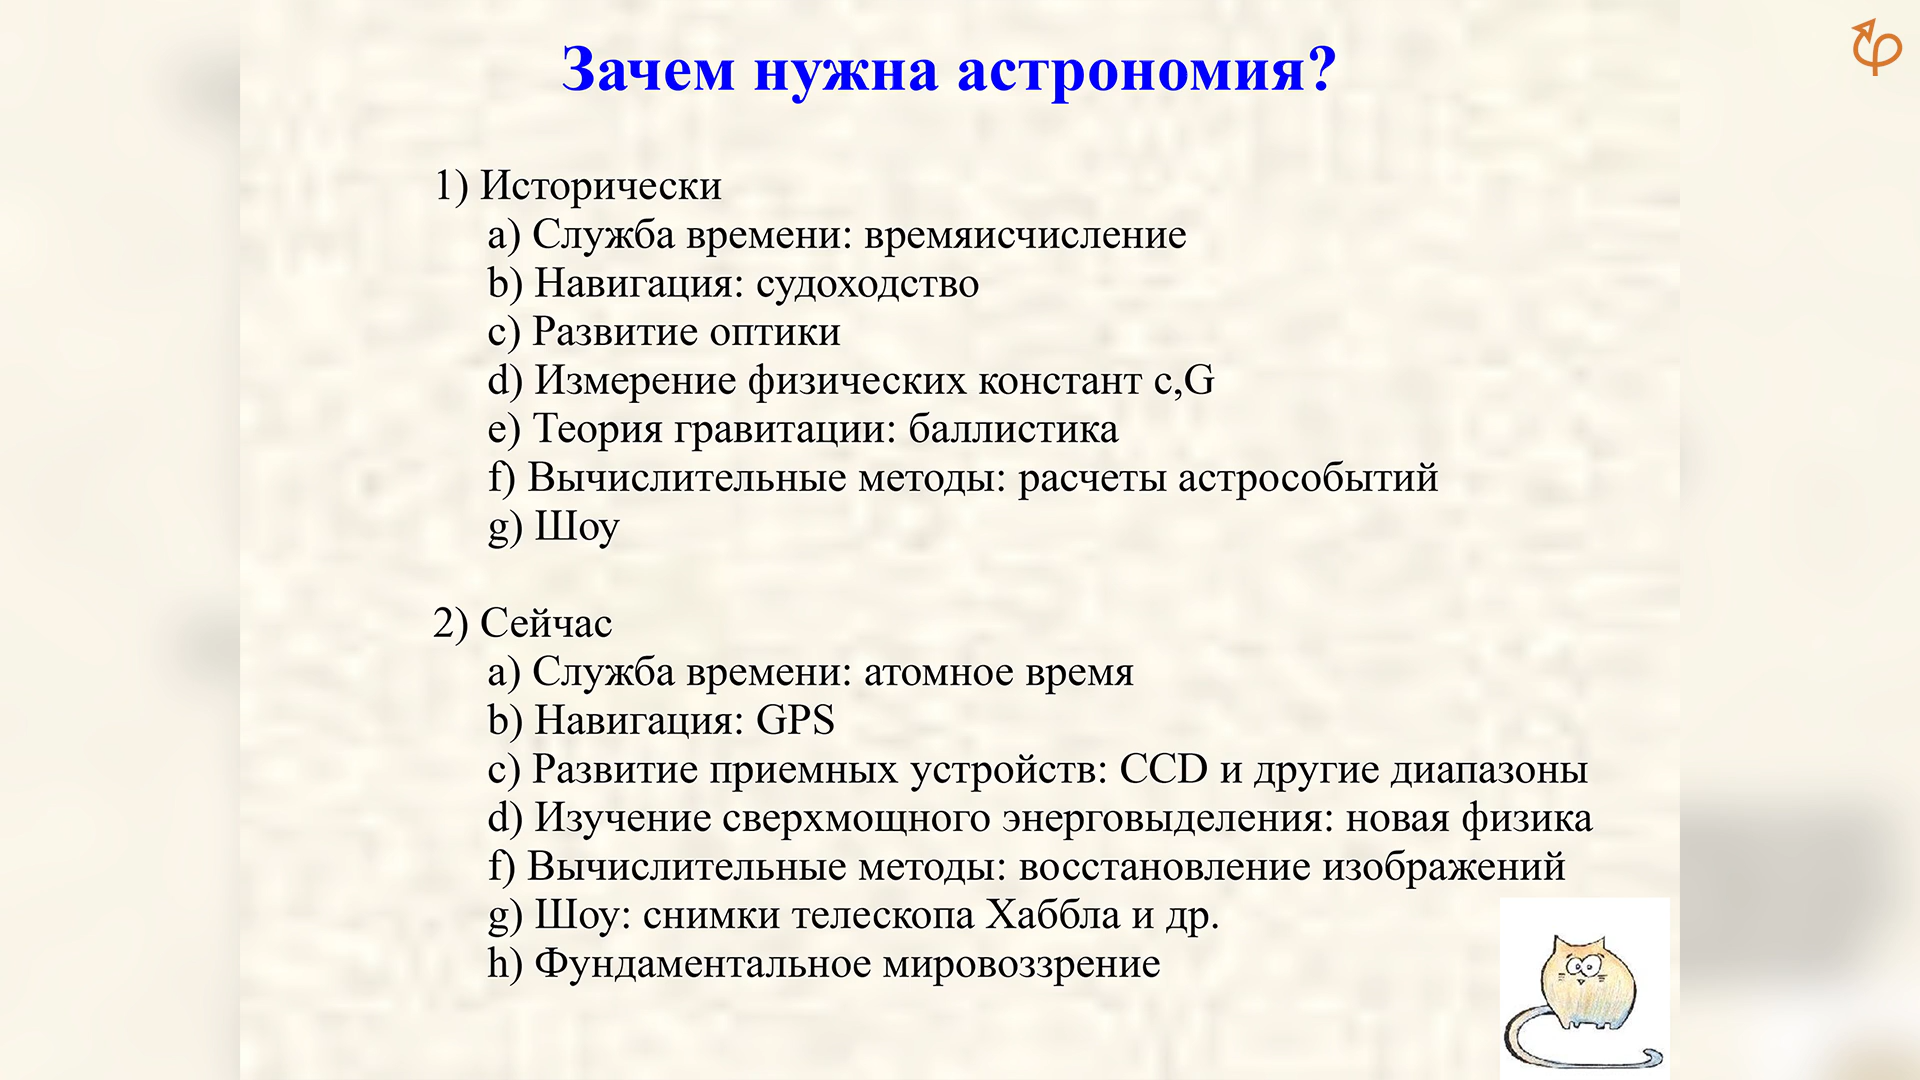 Зачем нужна астрономия?
1) Исторически
a) Служба времени: времяисчисление
b) Навигация: судоходство
c) Развитие оптики
d) Измерение физических констант c,G
e) Теория гравитации: баллистика
f) Вычислительные методы: расчеты астрособытий
g) Шоу
2) Сейчас
a) Служба времени: атомное время
b) Навигация: GPS
c) Развитие приемных устройств: CCD и другие диапазоны
d) Изучение сверхмощного энерговыделения: новая физика
f) Вычислительные методы: восстановление изображений
g) Шоу: снимки телескопа Хаббла и др.
h) Фундаментальное мировоззрение